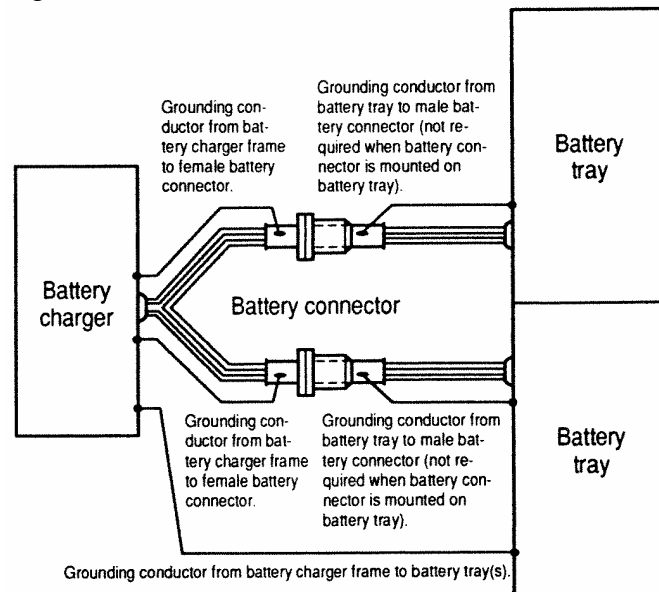 Grounding con-
ductor from bat-
tery charger frame
to female battery
connector.
Grounding conductor from
battery tray to male bat-
tery connector (not re-
quired when battery con-
nector is mounted on
battery tray).
Battery
tray
Battery
charger
Battery connector
Grounding con-
ductor from bat-
tery charger frame
to female battery
connector.
Grounding conductor from
battery tray to male bat-
tery connector (not re-
quired when battery con-
nector is mounted on
battery tray).
Battery
tray
Grounding conductor from battery charger frame to battery tray(s).